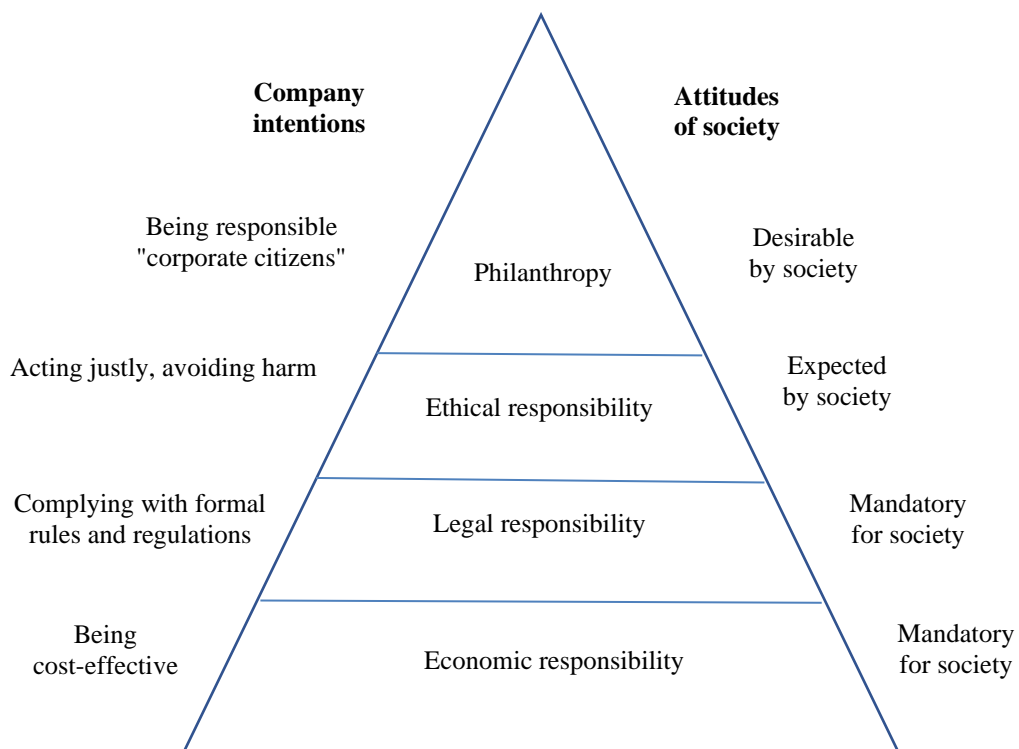 Company
intentions
Attitudes
of society
Being responsible
"corporate citizens"
Philanthropy
Desirable
by society
Acting justly, avoiding harm
Ethical responsibility
Expected
by society
Complying with formal
rules and regulations
Legal responsibility
Mandatory
for society
Being
cost-effective
Economic responsibility
Mandatory
for society